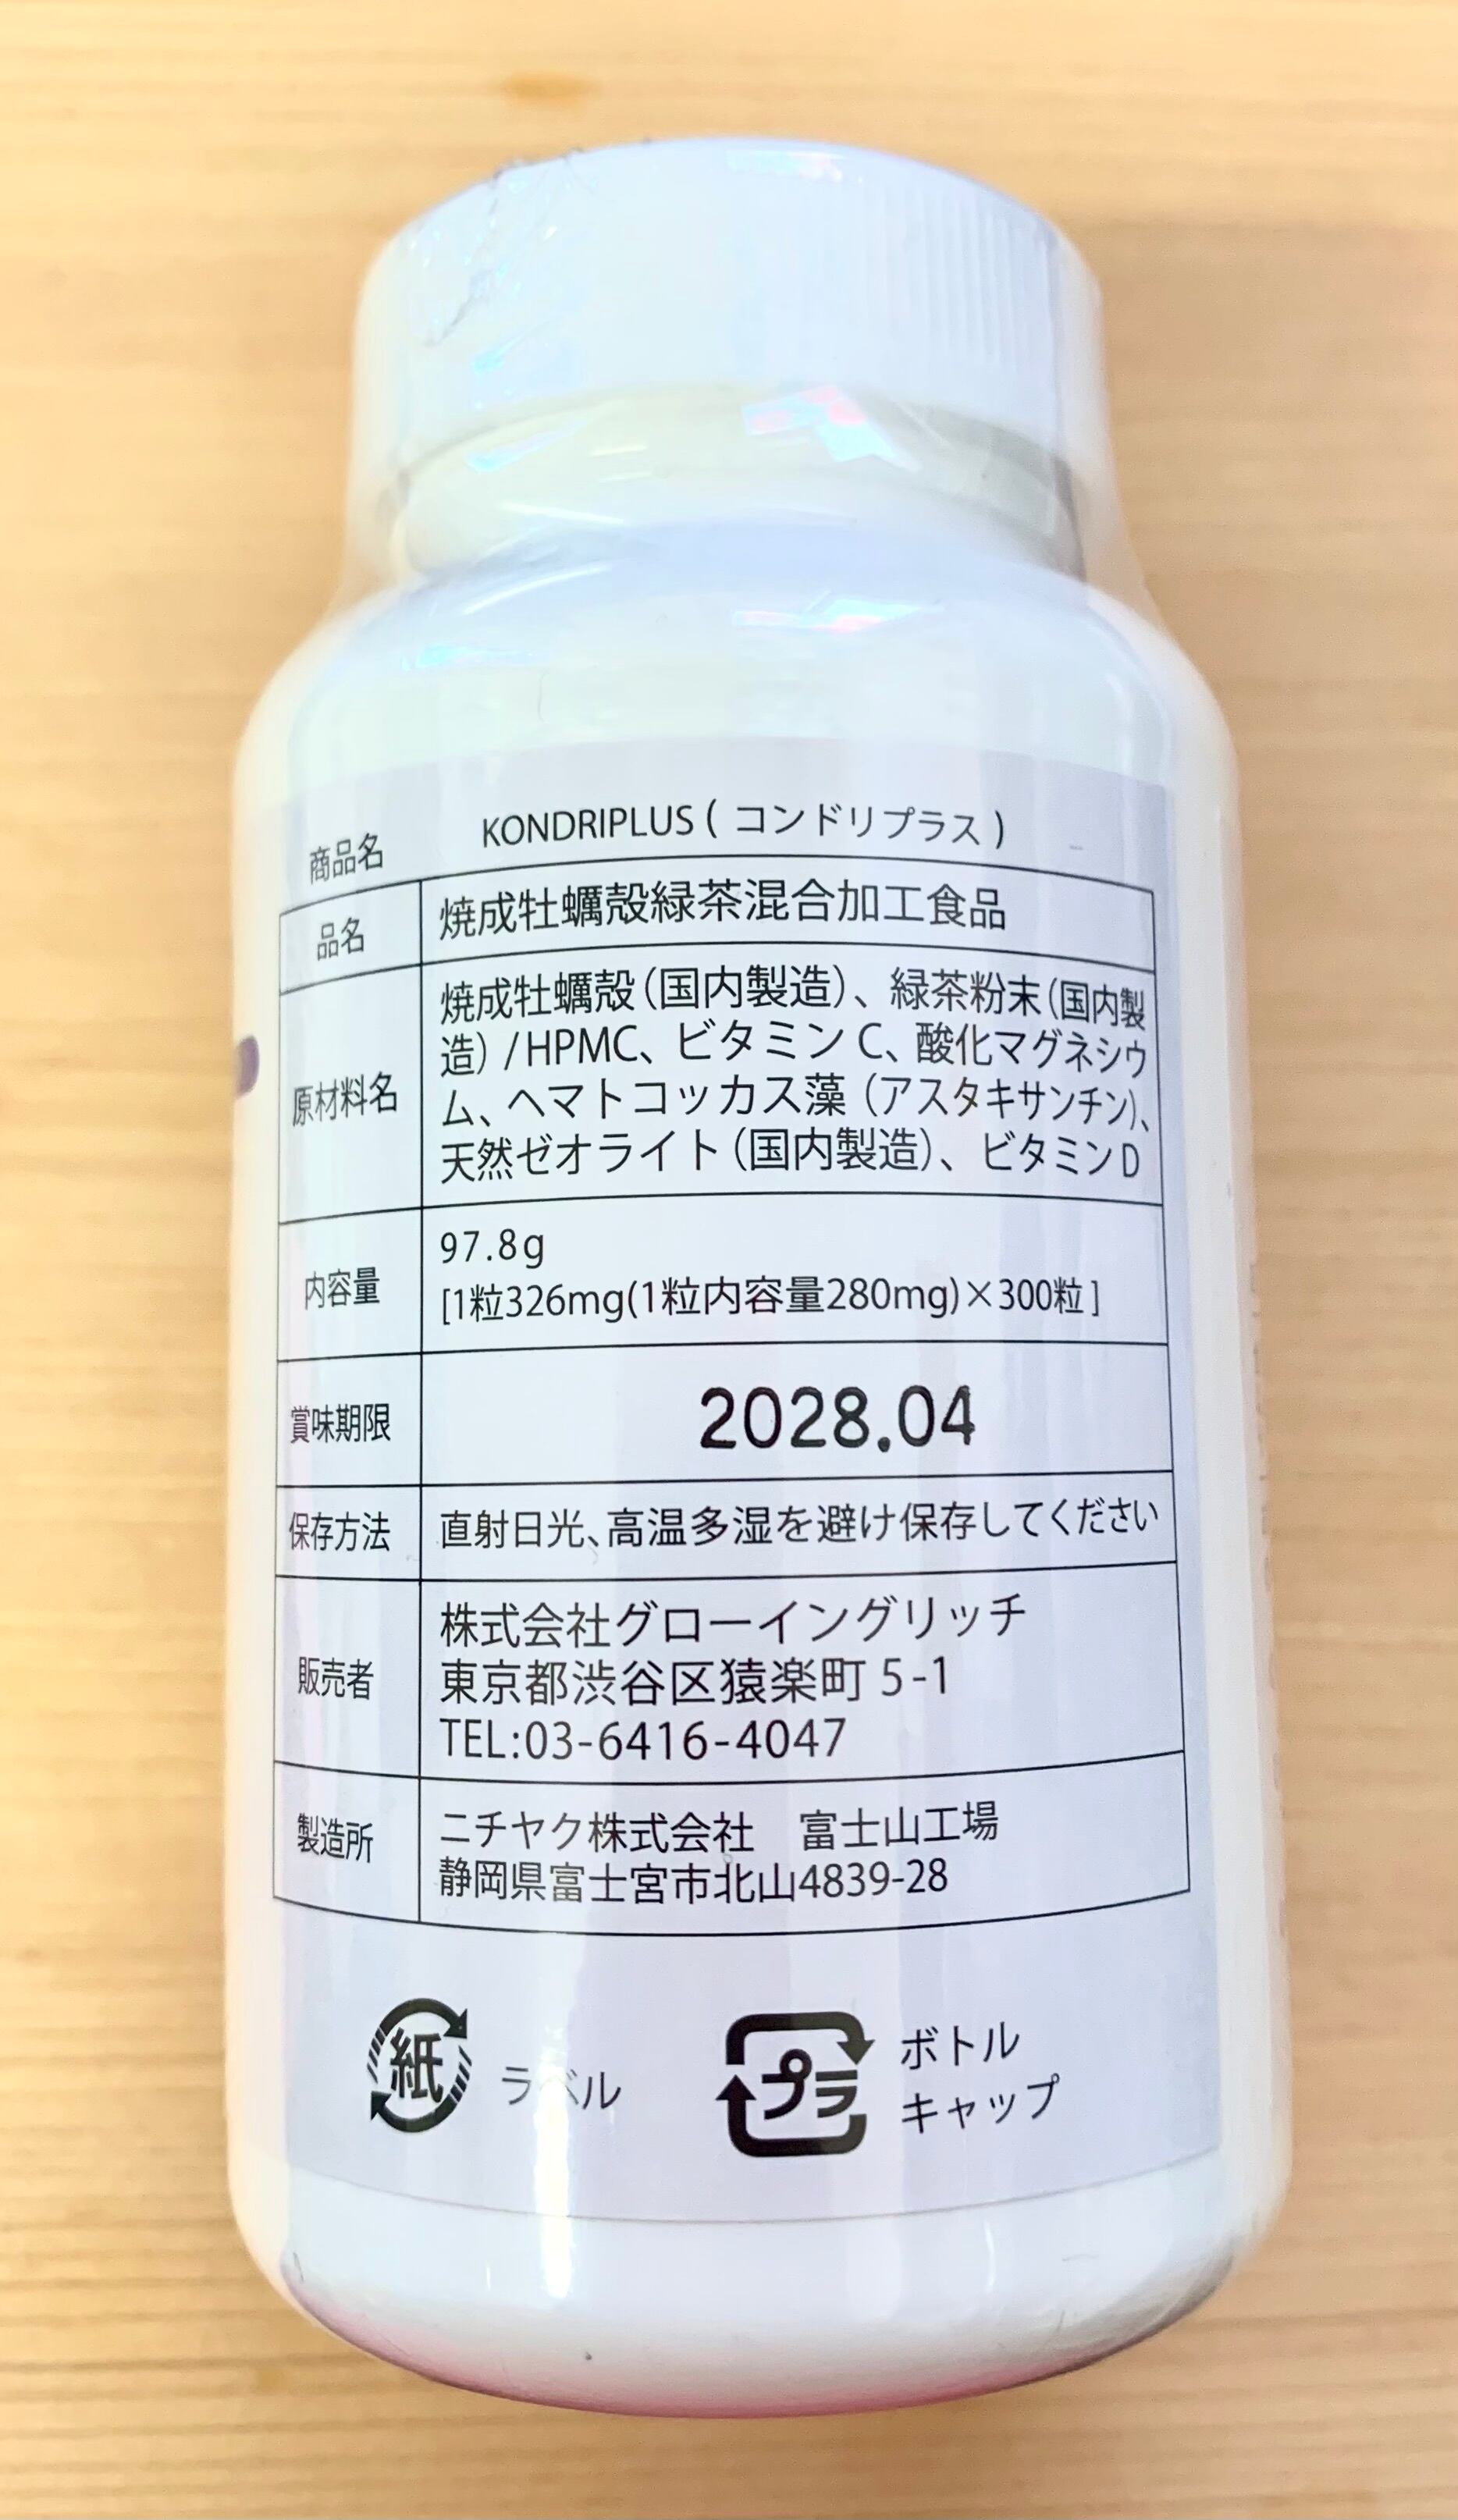 商品名 KONDRIPLUS ( コンドリプラス )
品名 焼成牡蠣殻緑茶混合加工食品
原材料名
焼成牡蠣殻(国内製造)、緑茶粉末(国内製
造) /HPMC、ビタミン C、酸化マグネシウ
ム、ヘマトコッカス藻 (アスタキサンチン)、
天然ゼオライト(国内製造)、ビタミンD
内容量
97.8g
[1粒326mg(1粒内容量280mg)×300粒 ]
賞味期限 2028.04
保存方法 直射日光、高温多湿を避け保存してください
販売者
株式会社グローイングリッチ
東京都渋谷区猿楽町 5-1
TEL:03-6416-4047
製造所
ニチヤク株式会社 富士山工場
静岡県富士宮市北山4839-28
紙 ラベル
プラ ボトル
キャップ